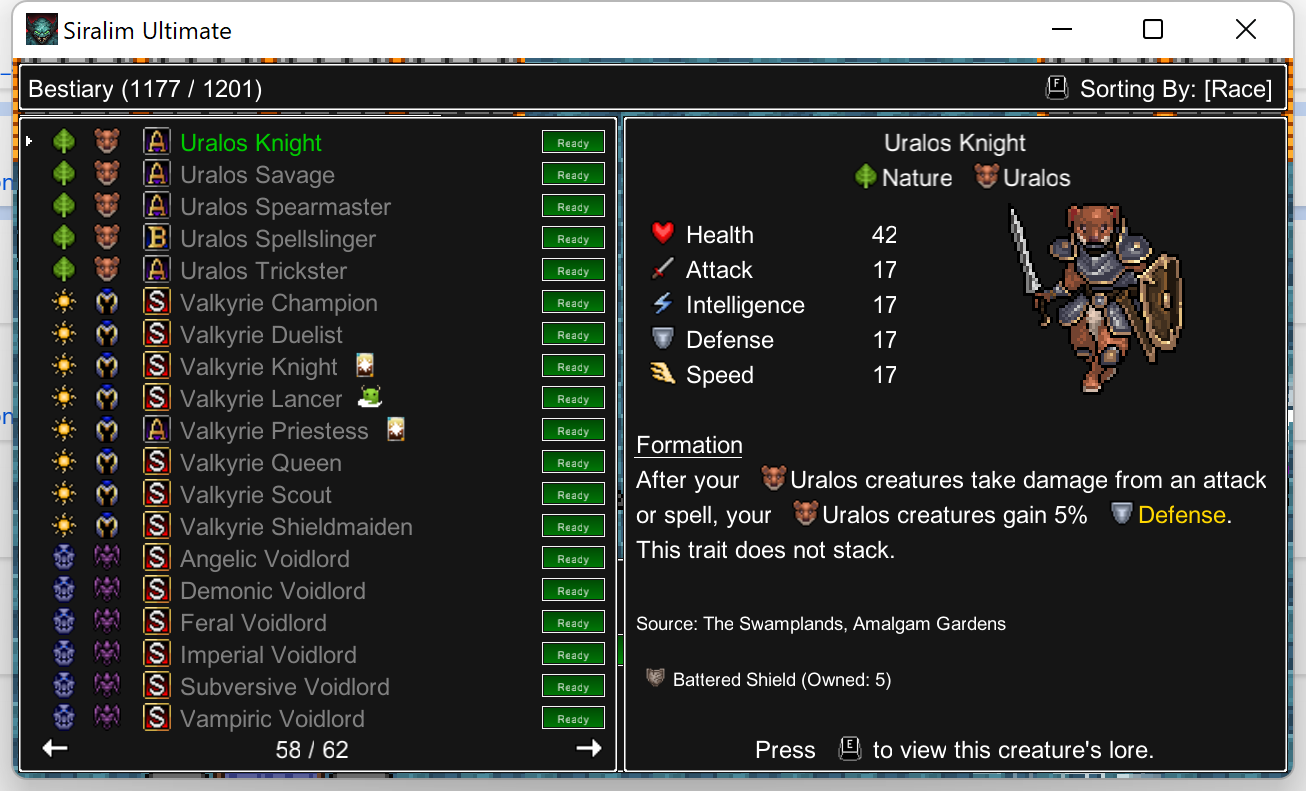 Siralim Ultimate
Bestiary (1177 / 1201)
F Sorting By: [Race]
A Uralos Knight Ready
A Uralos Savage Ready
A Uralos Spearmaster Ready
B Uralos Spellslinger Ready
A Uralos Trickster Ready
S Valkyrie Champion Ready
S Valkyrie Duelist Ready
S Valkyrie Knight Ready
S Valkyrie Lancer Ready
A Valkyrie Priestess Ready
S Valkyrie Queen Ready
S Valkyrie Scout Ready
S Valkyrie Shieldmaiden Ready
S Angelic Voidlord Ready
S Demonic Voidlord Ready
S Feral Voidlord Ready
S Imperial Voidlord Ready
S Subversive Voidlord Ready
S Vampiric Voidlord Ready
58 / 62
Uralos Knight
Nature Uralos
Health 42
Attack 17
Intelligence 17
Defense 17
Speed 17
Formation
After your Uralos creatures take damage from an attack
or spell, your Uralos creatures gain 5% Defense.
This trait does not stack.
Source: The Swamplands, Amalgam Gardens
Battered Shield (Owned: 5)
Press E to view this creature's lore.